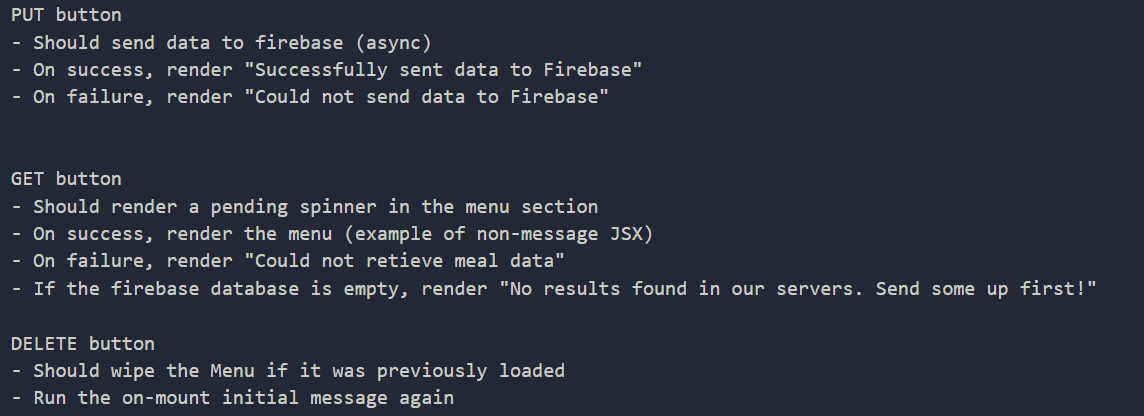 PUT button
- Should send data to firebase (async)
- On success, render "Successfully sent data to Firebase"
- On failure, render "Could not send data to Firebase"
GET button
- Should render a pending spinner in the menu section
- On success, render the menu (example of non-message JSX)
- On failure, render "Could not retieve meal data"
- If the firebase database is empty, render "No results found in our servers. Send some up first!"
DELETE button
- Should wipe the Menu if it was previously loaded
- Run the on-mount initial message again